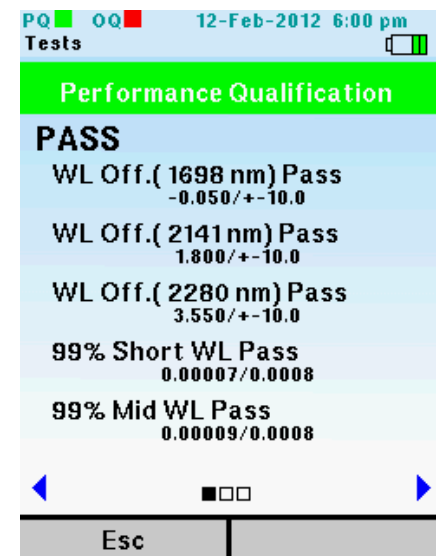 PQ OQ 12-Feb-2012 6:00 pm
Tests
Performance Qualification
PASS
WL Off.( 1698 nm) Pass
-0.050/+-10.0
WL Off.( 2141 nm) Pass
1.800/+-10.0
WL Off.( 2280 nm) Pass
3.550/+-10.0
99% Short WL Pass
0.00007/0.0008
99% Mid WL Pass
0.00009/0.0008
Esc